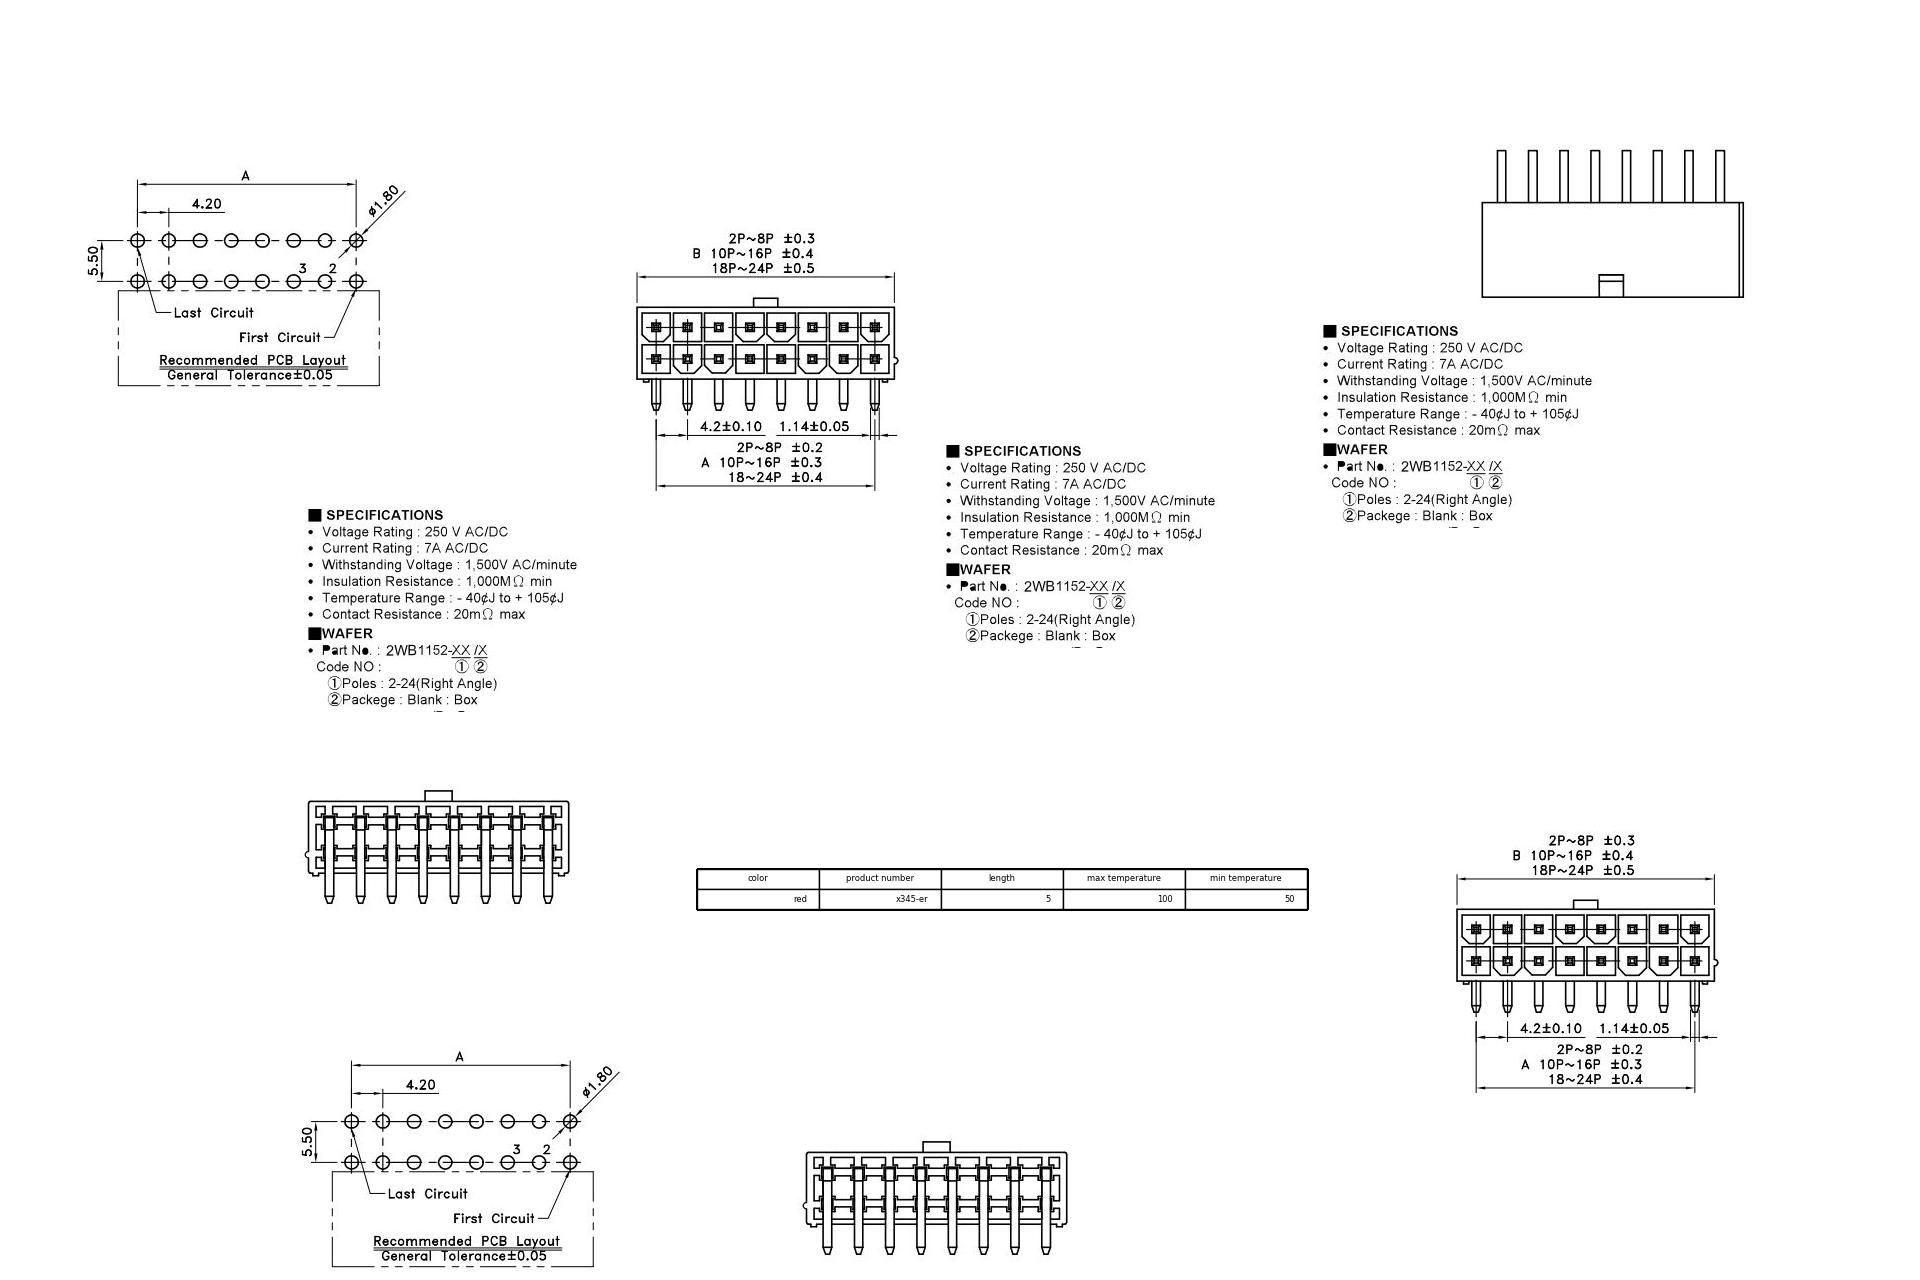 A
4.20
ø1.80
5.50
3 2
Last Circuit
First Circuit
Recommended PCB Layout
General Tolerance±0.05
2P~8P ±0.3
B 10P~16P ±0.4
18P~24P ±0.5
4.2±0.10 1.14±0.05
2P~8P ±0.2
A 10P~16P ±0.3
18~24P ±0.4
■ SPECIFICATIONS
• Voltage Rating : 250 V AC/DC
• Current Rating : 7A AC/DC
• Withstanding Voltage : 1,500V AC/minute
• Insulation Resistance : 1,000MΩ min
• Temperature Range : - 40¢J to + 105¢J
• Contact Resistance : 20mΩ max
■WAFER
• Part No. : 2WB1152-XX /X
Code NO : ① ②
①Poles : 2-24(Right Angle)
②Packege : Blank : Box
■ SPECIFICATIONS
• Voltage Rating : 250 V AC/DC
• Current Rating : 7A AC/DC
• Withstanding Voltage : 1,500V AC/minute
• Insulation Resistance : 1,000MΩ min
• Temperature Range : - 40¢J to + 105¢J
• Contact Resistance : 20mΩ max
■WAFER
• Part No. : 2WB1152-XX /X
Code NO : ① ②
①Poles : 2-24(Right Angle)
②Packege : Blank : Box
■ SPECIFICATIONS
• Voltage Rating : 250 V AC/DC
• Current Rating : 7A AC/DC
• Withstanding Voltage : 1,500V AC/minute
• Insulation Resistance : 1,000MΩ min
• Temperature Range : - 40¢J to + 105¢J
• Contact Resistance : 20mΩ max
■WAFER
• Part No. : 2WB1152-XX /X
Code NO : ① ②
①Poles : 2-24(Right Angle)
②Packege : Blank : Box
color product number length max temperature min temperature
red x345-er 5 100 50
2P~8P ±0.3
B 10P~16P ±0.4
18P~24P ±0.5
4.2±0.10 1.14±0.05
2P~8P ±0.2
A 10P~16P ±0.3
18~24P ±0.4
A
4.20
ø1.80
5.50
3 2
Last Circuit
First Circuit
Recommended PCB Layout
General Tolerance±0.05